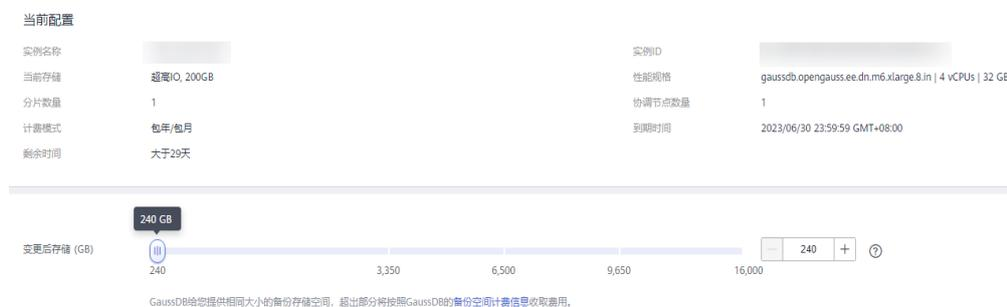 当前配置
实例名称 实例ID
当前存储 超高IO, 200GB 性能规格 gaussdb.opengauss.ee.dn.m6.xlarge.8.in | 4 vCPUs | 32 GB
分片数量 1 协调节点数量 1
计费模式 包年/包月 到期时间 2023/06/30 23:59:59 GMT+08:00
剩余时间 大于29天
240 GB
变更后存储 (GB) 240
240 3,350 6,500 9,650 16,000
GaussDB给您提供相同大小的备份存储空间，超出部分将按照GaussDB的备份空间计费信息收取费用。